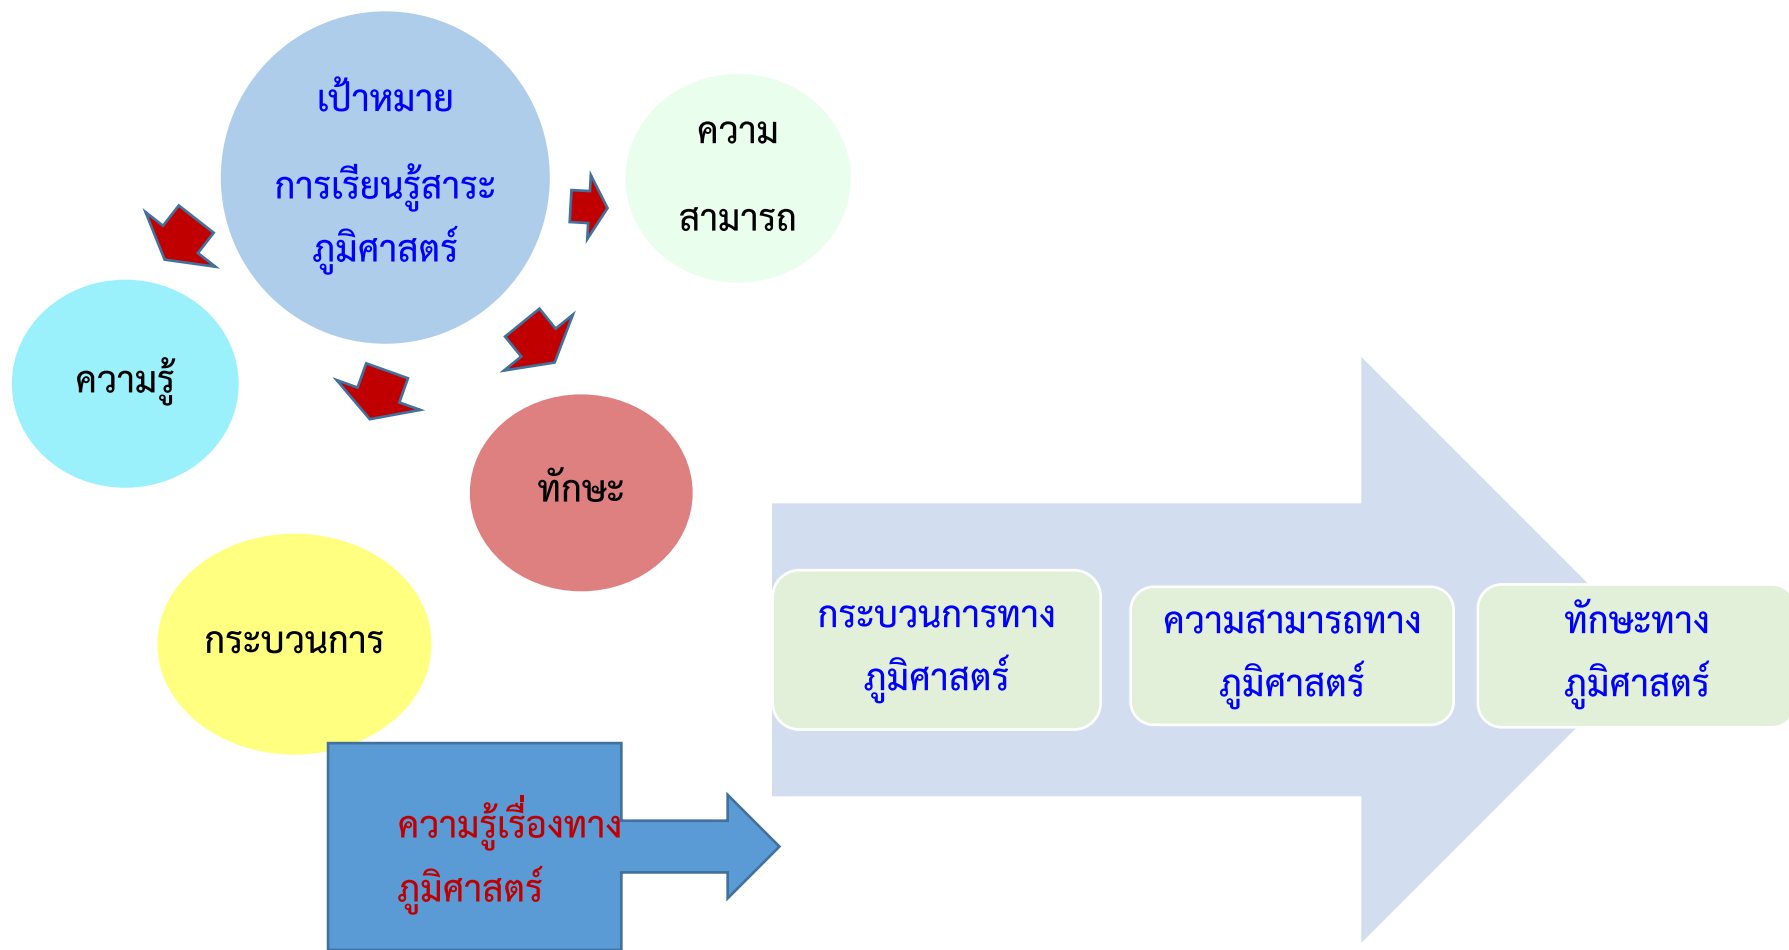 เป้าหมาย
การเรียนรู้สาระ
ภูมิศาสตร์
ความ
สามารถ
ความรู้
ทักษะ
กระบวนการ
กระบวนการทาง
ภูมิศาสตร์
ความสามารถทาง
ภูมิศาสตร์
ทักษะทาง
ภูมิศาสตร์
ความรู้เรื่องทาง
ภูมิศาสตร์